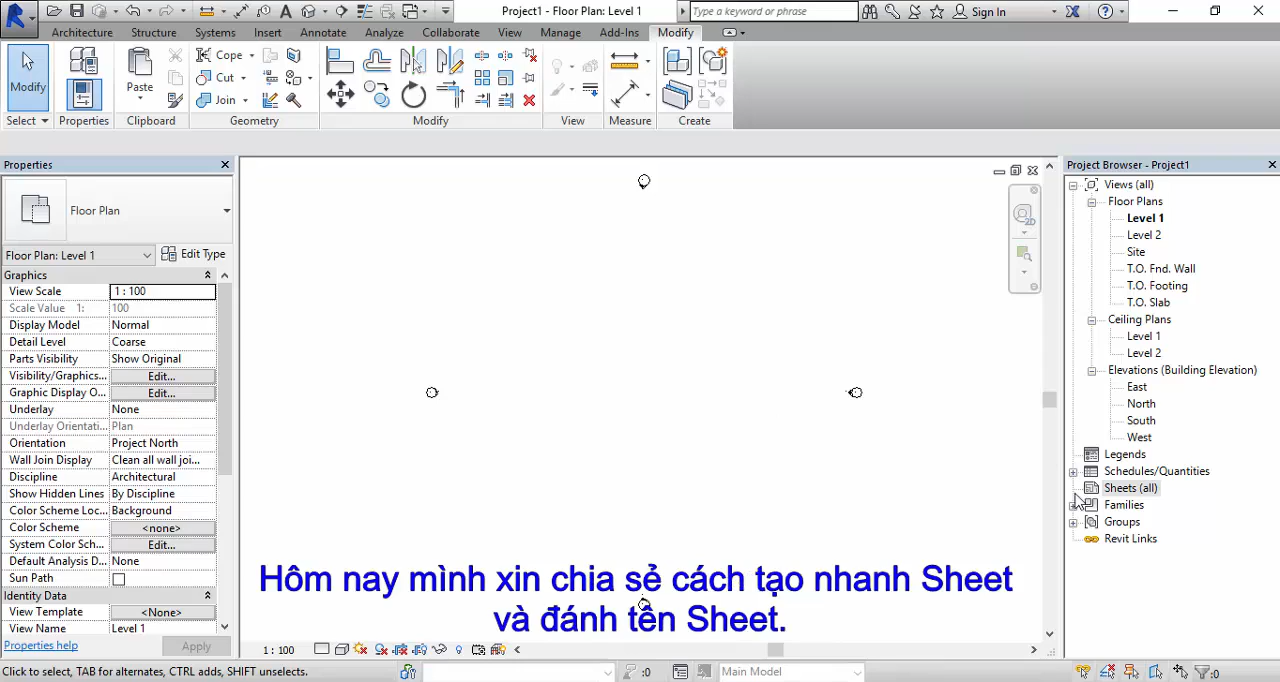 Project1 - Floor Plan: Level 1
Type a keyword or phrase
Sign In
Architecture Structure Systems Insert Annotate Analyze Collaborate View Manage Add-Ins Modify
Modify
Paste
Cope
Cut
Join
Select Properties Clipboard Geometry Modify View Measure Create
Properties
Floor Plan
Floor Plan: Level 1 Edit Type
Graphics
View Scale 1 : 100
Scale Value 1: 100
Display Model Normal
Detail Level Coarse
Parts Visibility Show Original
Visibility/Graphics... Edit...
Graphic Display O... Edit...
Underlay None
Underlay Orientati... Plan
Orientation Project North
Wall Join Display Clean all wall joi...
Discipline Architectural
Show Hidden Lines By Discipline
Color Scheme Loc... Background
Color Scheme <none>
System Color Sch... Edit...
Default Analysis D... None
Sun Path
Identity Data
View Template <None>
View Name Level 1
Properties help Apply
2D
Project Browser - Project1
Views (all)
Floor Plans
Level 1
Level 2
Site
T.O. Fnd. Wall
T.O. Footing
T.O. Slab
Ceiling Plans
Level 1
Level 2
Elevations (Building Elevation)
East
North
South
West
Legends
Schedules/Quantities
Sheets (all)
Families
Groups
Revit Links
Hôm nay mình xin chia sẻ cách tạo nhanh Sheet
và đánh tên Sheet.
1 : 100
Click to select, TAB for alternates, CTRL adds, SHIFT unselects.
:0
Main Model
:0